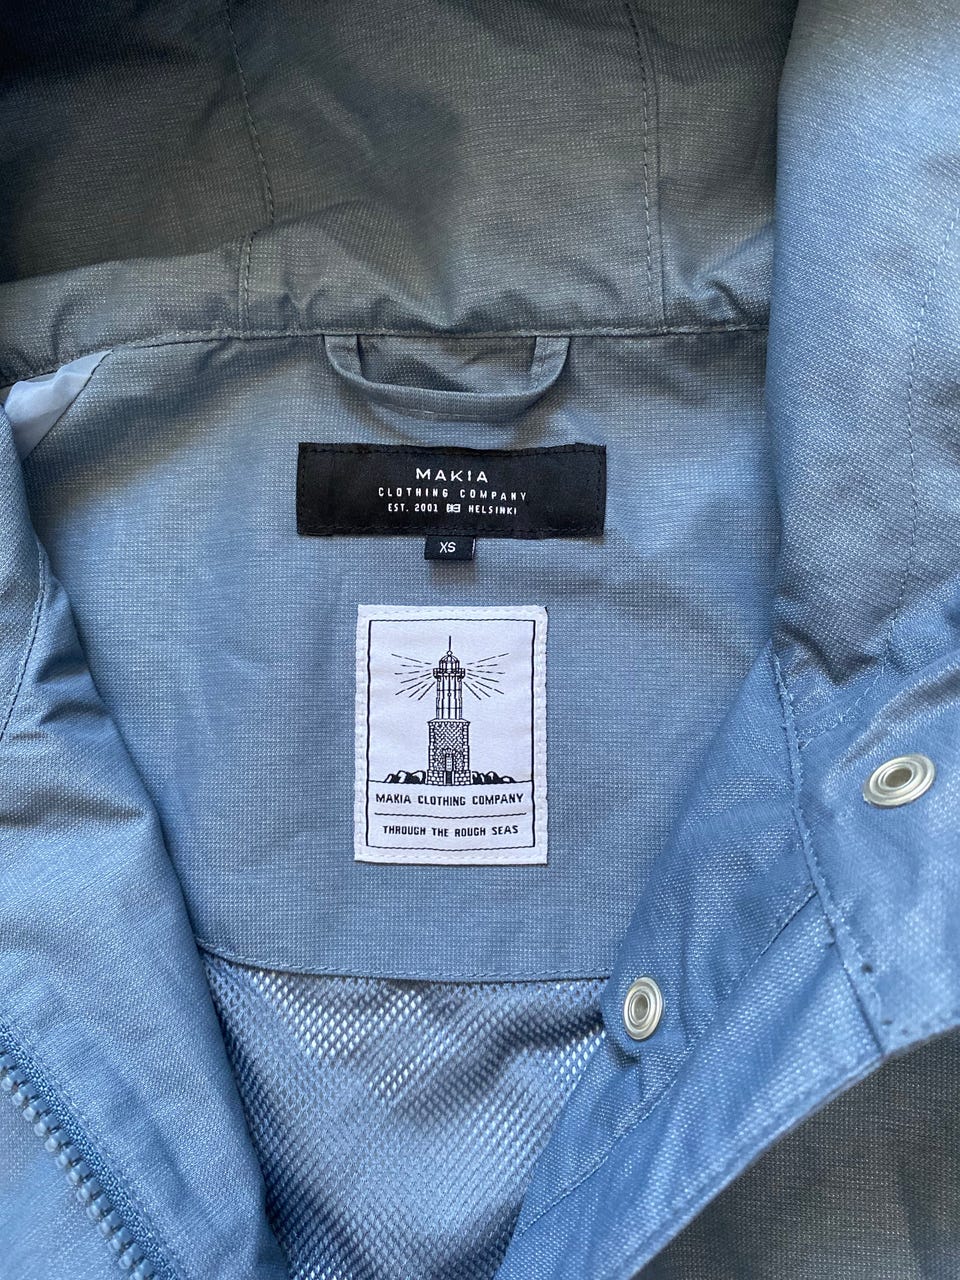 MAKIA
CLOTHING COMPANY
EST. 2001 HELSINKI
XS
MAKIA CLOTHING COMPANY
THROUGH THE ROUGH SEAS